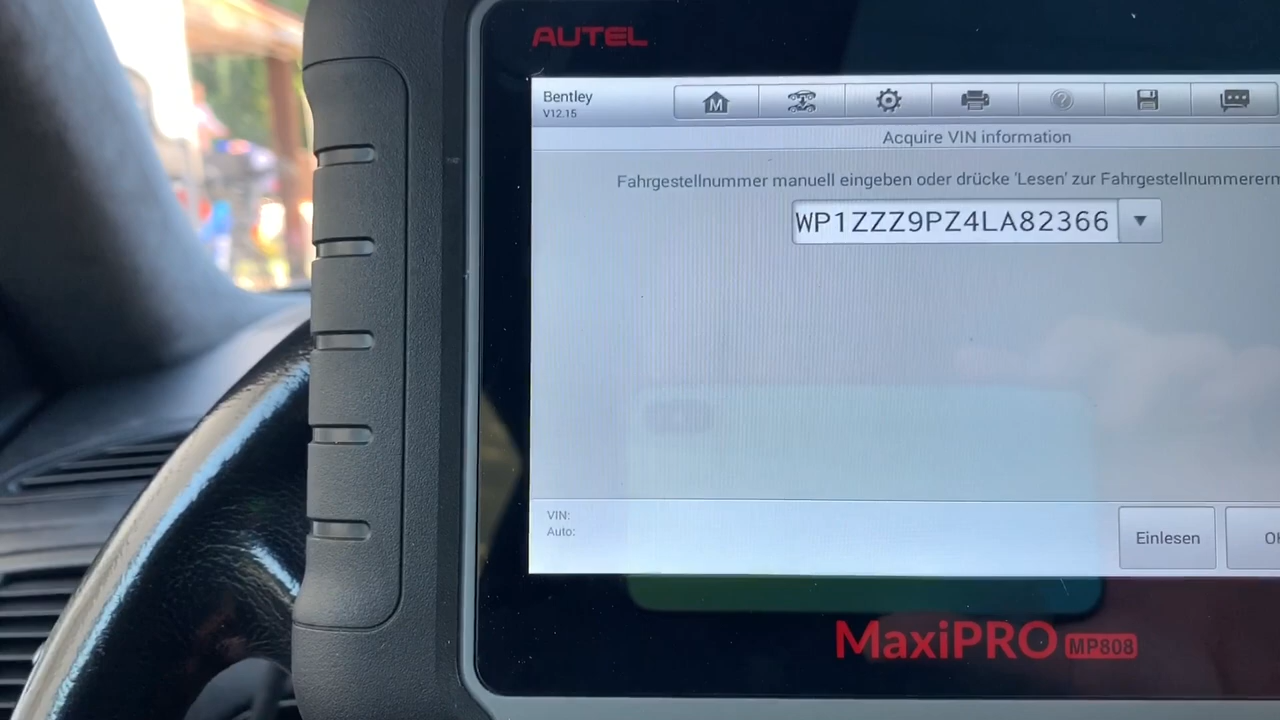 AUTEL
Bentley
V12.15
M
?
Acquire VIN information
Fahrgestellnummer manuell eingeben oder drücke 'Lesen' zur
WP1ZZZ9PZ4LA82366
VIN:
Auto:
Einlesen
MaxiPRO MP808